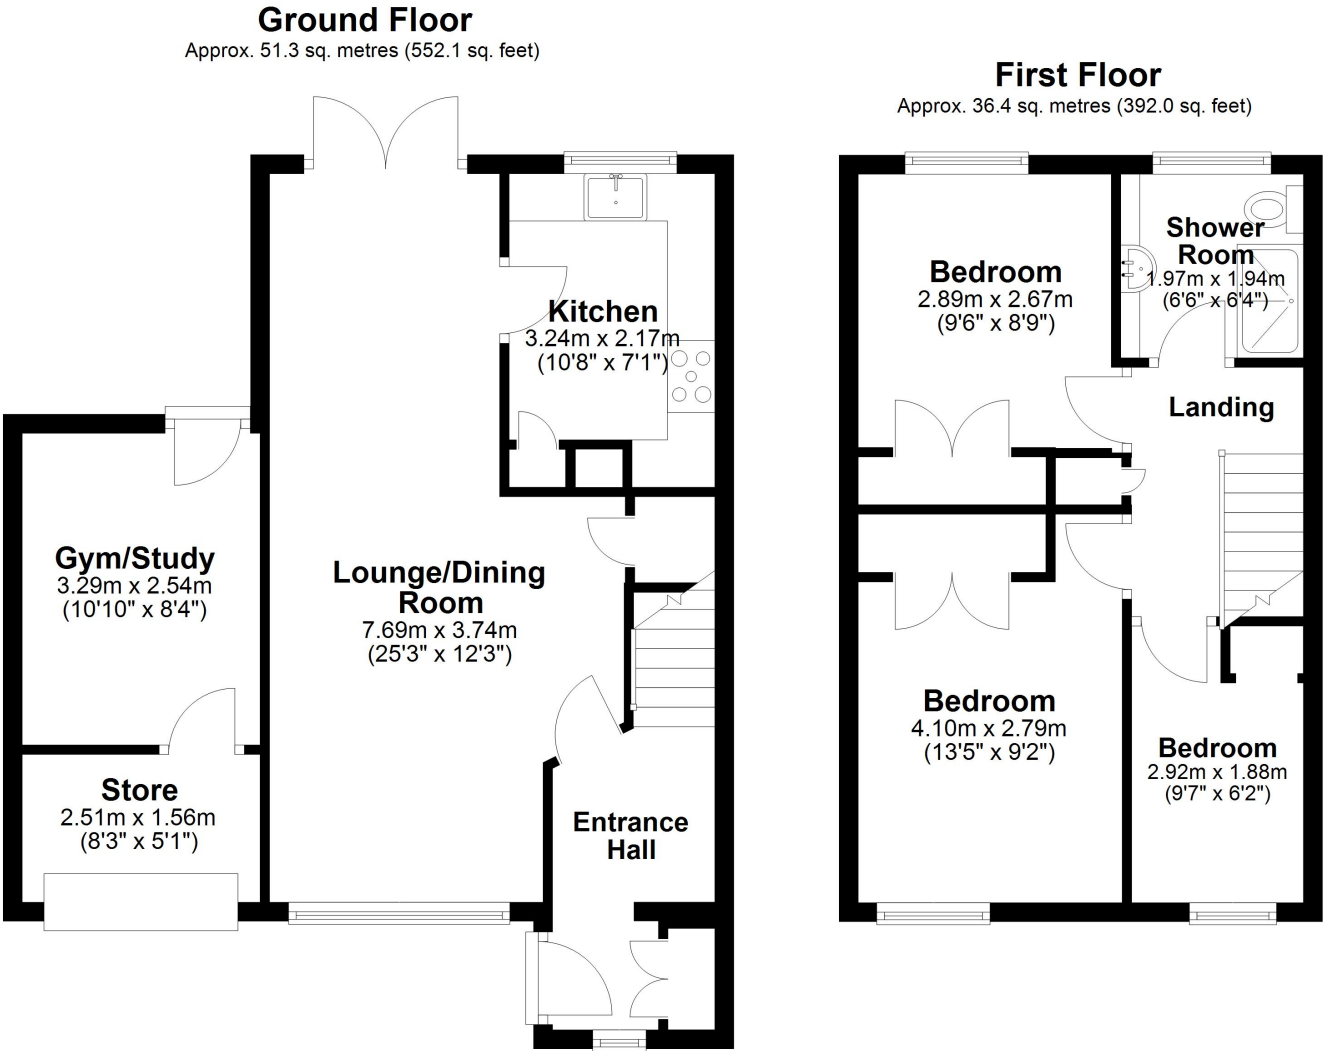 Ground Floor
Approx. 51.3 sq. metres (552.1 sq. feet)
Kitchen
3.24m x 2.17m
(10'8" x 7'1")
Gym/Study
3.29m x 2.54m
(10'10" x 8'4")
Lounge/Dining
Room
7.69m x 3.74m
(25'3" x 12'3")
Store
2.51m x 1.56m
(8'3" x 5'1")
Entrance
Hall
First Floor
Approx. 36.4 sq. metres (392.0 sq. feet)
Bedroom
2.89m x 2.67m
(9'6" x 8'9")
Shower
Room
1.97m x 1.94m
(6'6" x 6'4")
Landing
Bedroom
4.10m x 2.79m
(13'5" x 9'2")
Bedroom
2.92m x 1.88m
(9'7" x 6'2")